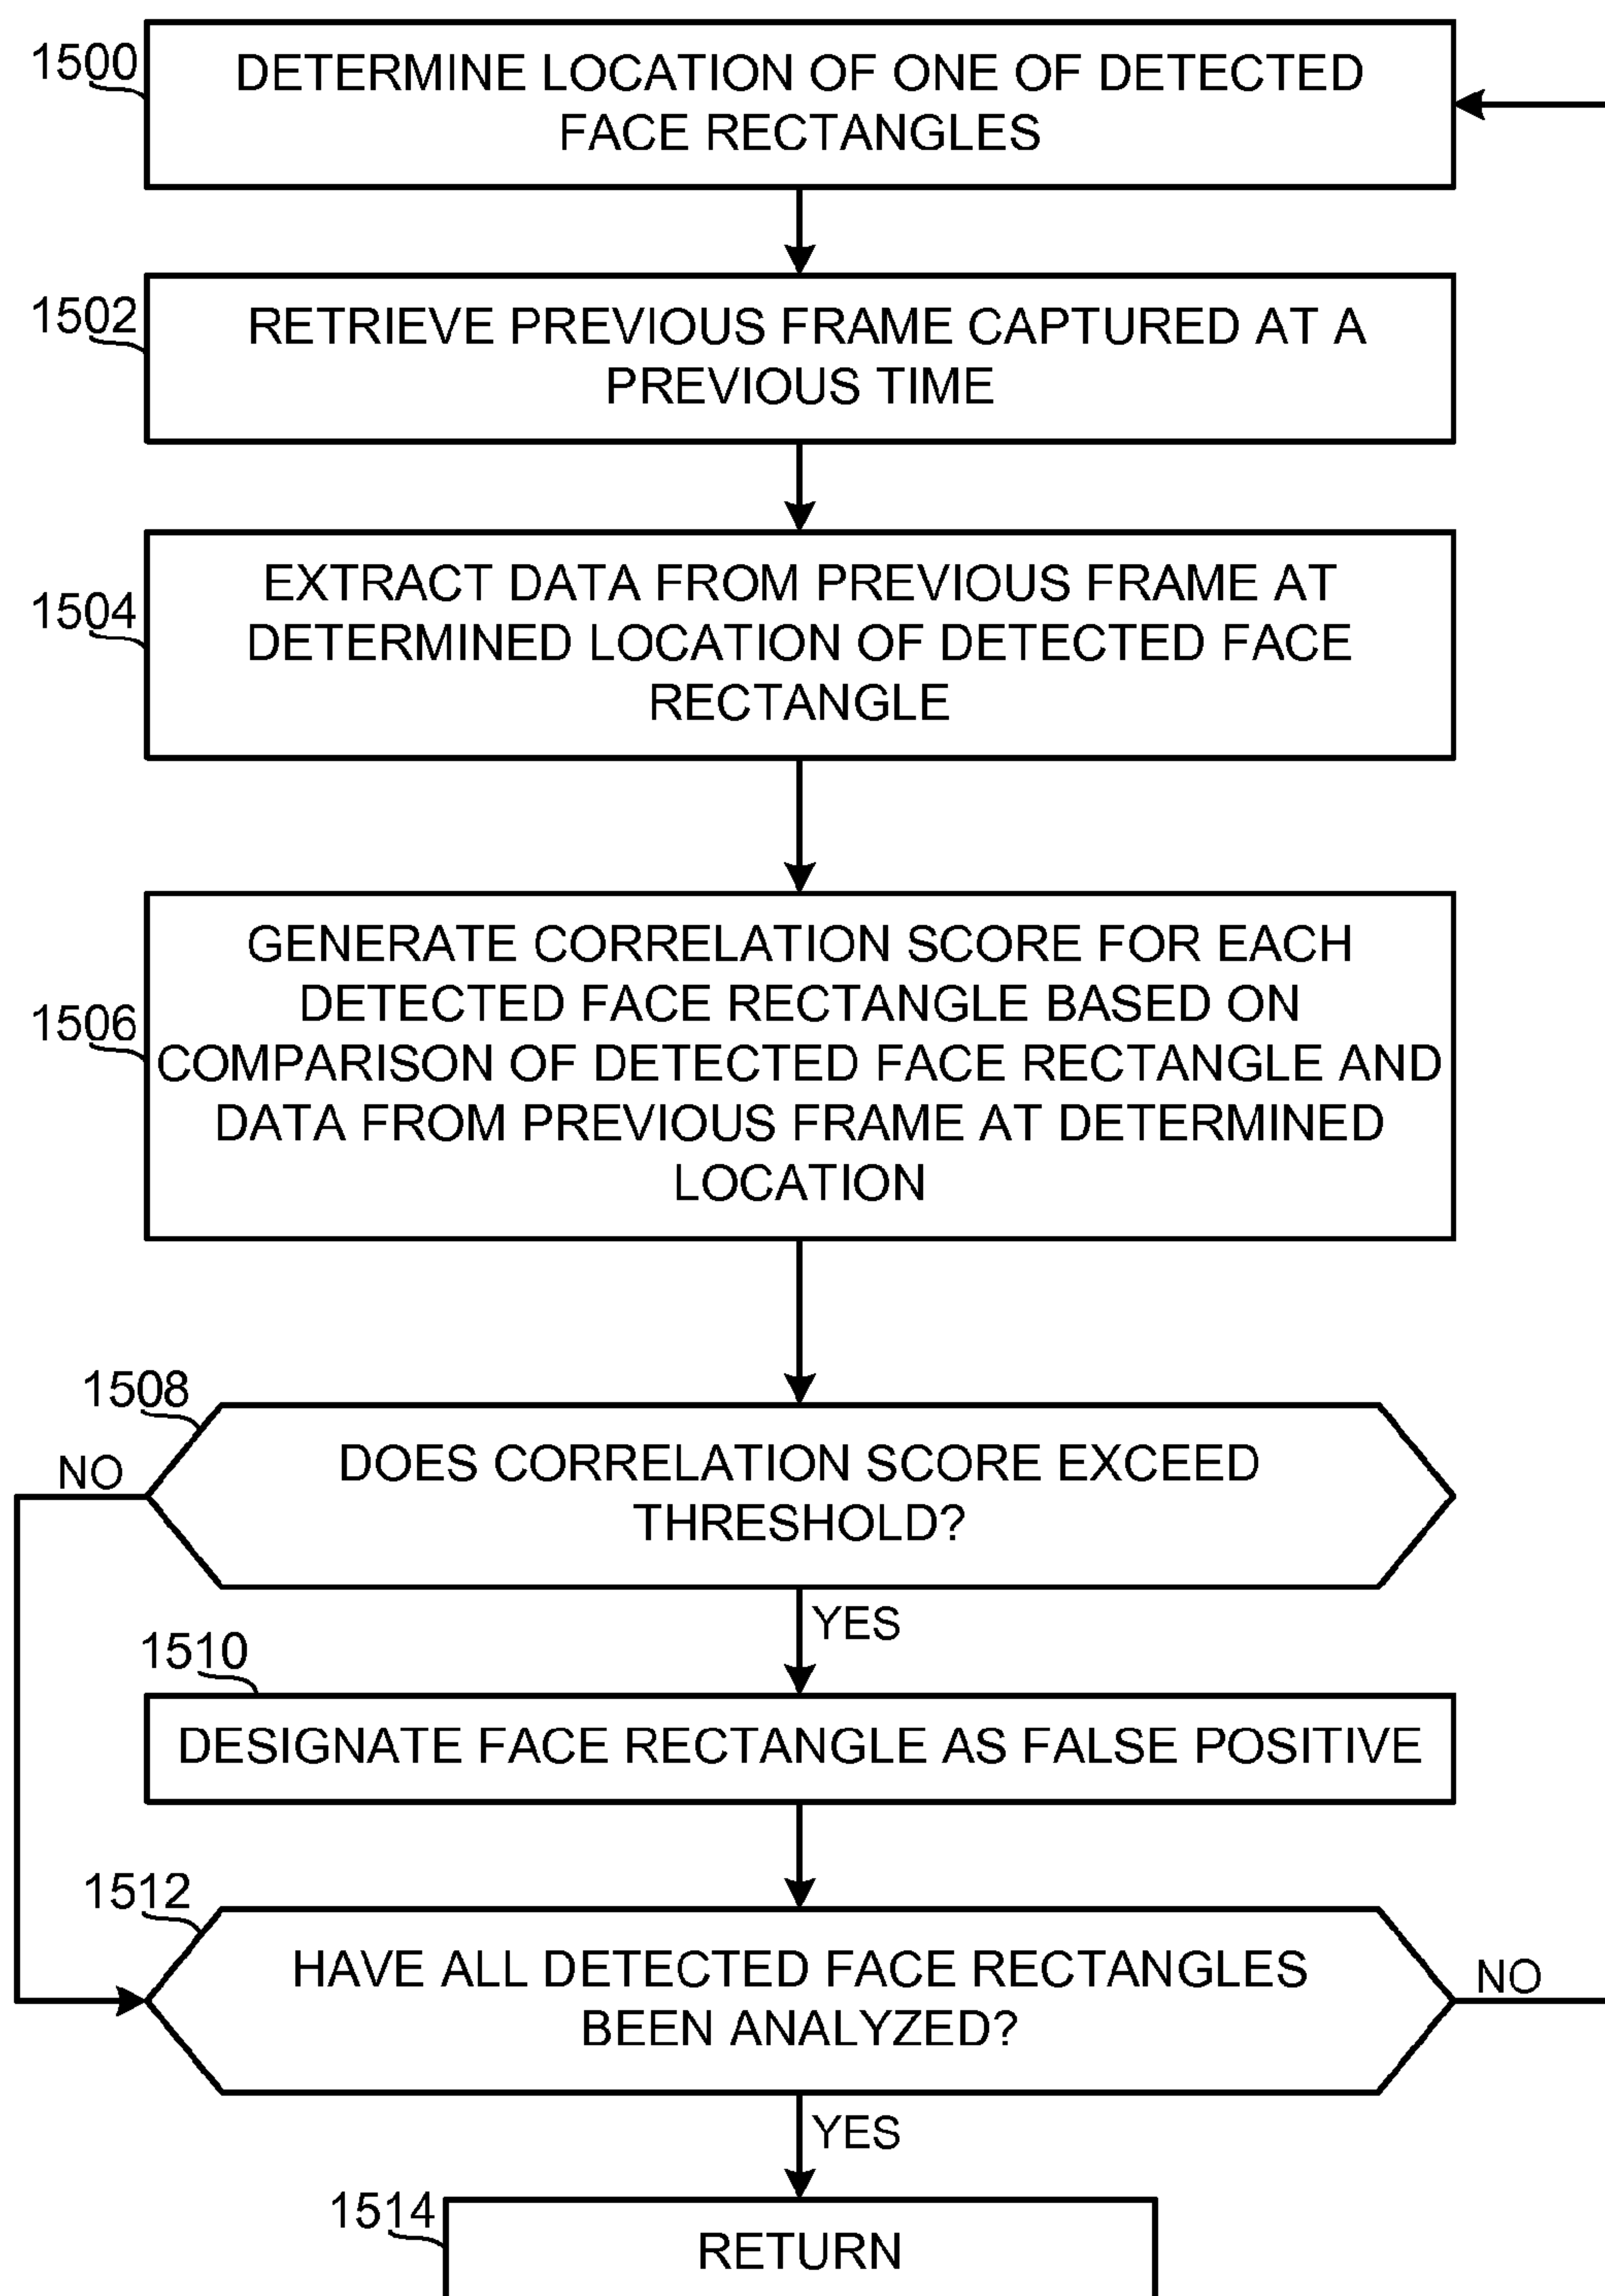 1500
DETERMINE LOCATION OF ONE OF DETECTED
FACE RECTANGLES
1502
RETRIEVE PREVIOUS FRAME CAPTURED AT A
PREVIOUS TIME
1504
EXTRACT DATA FROM PREVIOUS FRAME AT
DETERMINED LOCATION OF DETECTED FACE
RECTANGLE
1506
GENERATE CORRELATION SCORE FOR EACH
DETECTED FACE RECTANGLE BASED ON
COMPARISON OF DETECTED FACE RECTANGLE AND
DATA FROM PREVIOUS FRAME AT DETERMINED
LOCATION
1508
NO
DOES CORRELATION SCORE EXCEED
THRESHOLD?
YES
1510
DESIGNATE FACE RECTANGLE AS FALSE POSITIVE
1512
HAVE ALL DETECTED FACE RECTANGLES
BEEN ANALYZED?
NO
YES
1514
RETURN